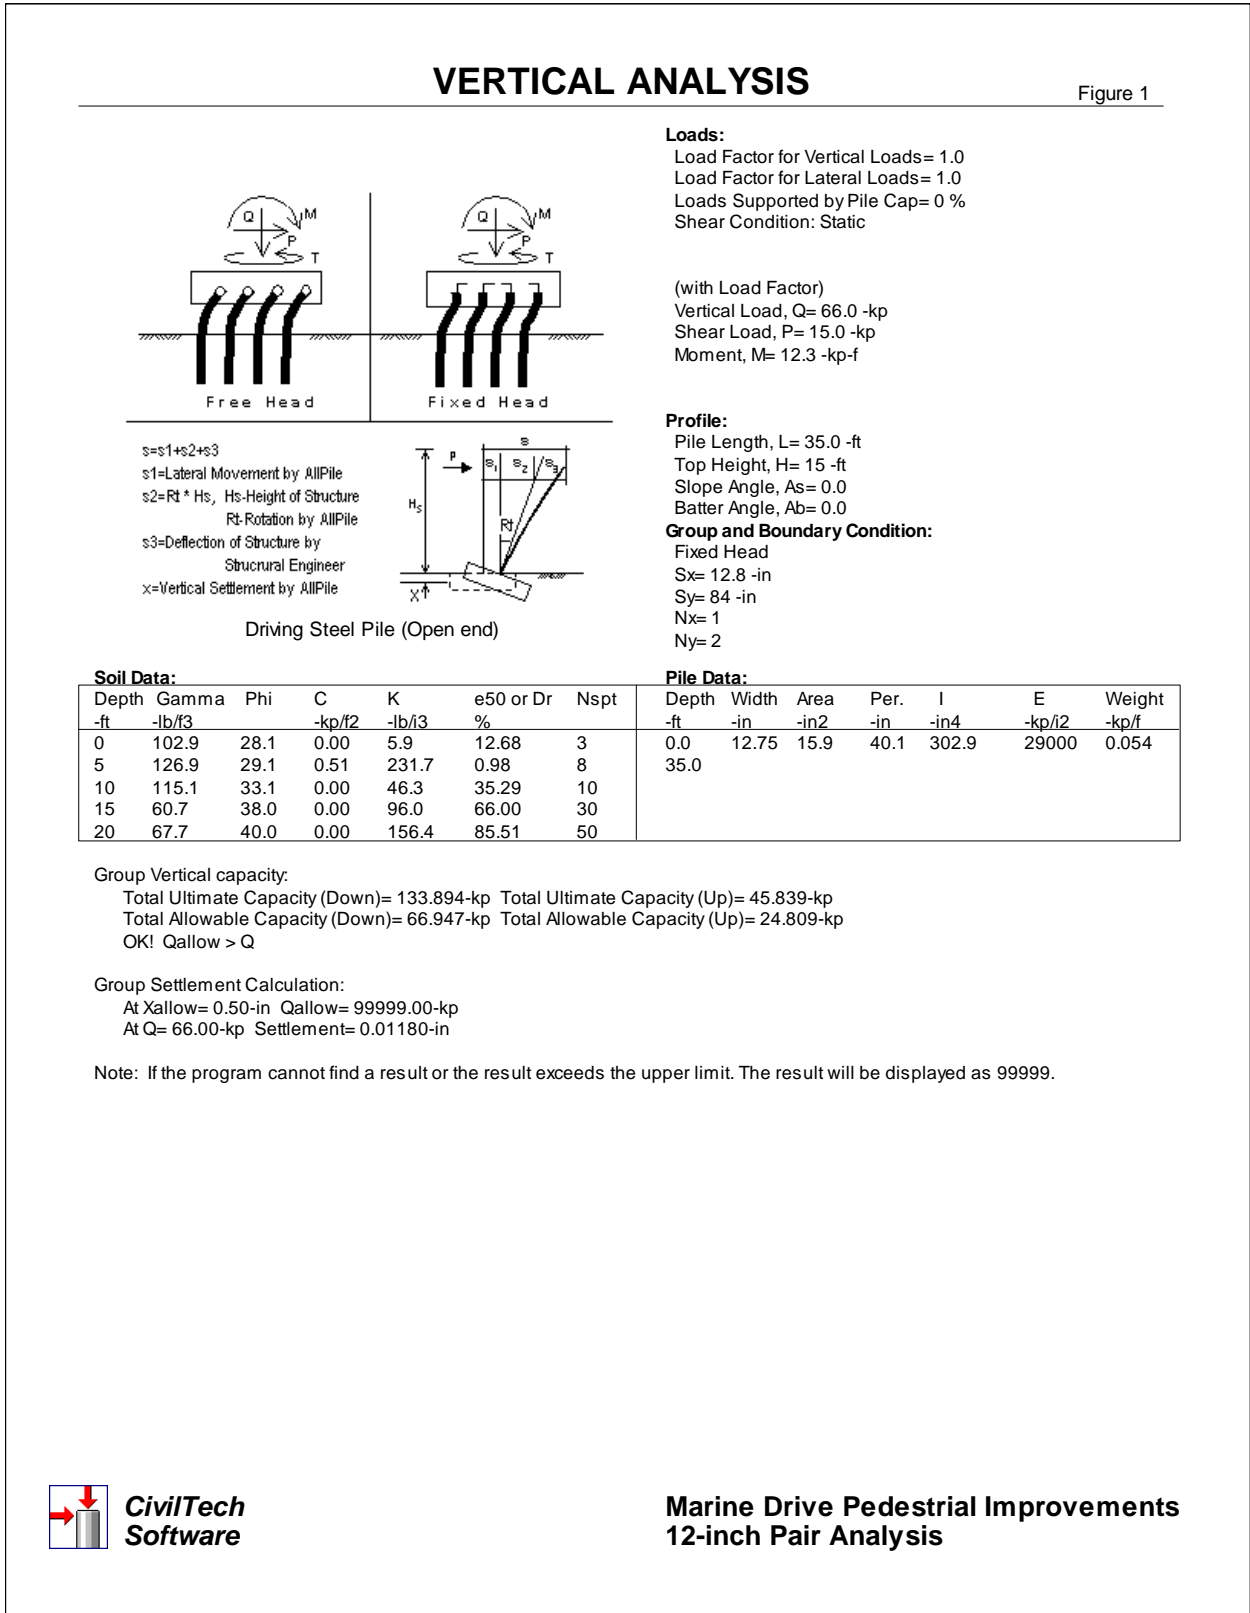 VERTICAL ANALYSIS
Figure 1
Q M
P
T
Q M
P
T
Free Head
Fixed Head
s=s1+s2+s3
s1=Lateral Movement by AllPile
s2=Rt * Hs, Hs-Height of Structure
Rt-Rotation by AllPile
s3=Deflection of Structure by
Strucrural Engineer
x=Vertical Settlement by AllPile
s
P
s1 s2 s3
Hs
Rt
X
Driving Steel Pile (Open end)
Loads:
Load Factor for Vertical Loads= 1.0
Load Factor for Lateral Loads= 1.0
Loads Supported by Pile Cap= 0 %
Shear Condition: Static
(with Load Factor)
Vertical Load, Q= 66.0 -kp
Shear Load, P= 15.0 -kp
Moment, M= 12.3 -kp-f
Profile:
Pile Length, L= 35.0 -ft
Top Height, H= 15 -ft
Slope Angle, As= 0.0
Batter Angle, Ab= 0.0
Group and Boundary Condition:
Fixed Head
Sx= 12.8 -in
Sy= 84 -in
Nx= 1
Ny= 2
Soil Data:
Depth Gamma Phi C K e50 or Dr Nspt
-ft -lb/f3 -kp/f2 -lb/i3 %
0 102.9 28.1 0.00 5.9 12.68 3
5 126.9 29.1 0.51 231.7 0.98 8
10 115.1 33.1 0.00 46.3 35.29 10
15 60.7 38.0 0.00 96.0 66.00 30
20 67.7 40.0 0.00 156.4 85.51 50
Pile Data:
Depth Width Area Per. I E Weight
-ft -in -in2 -in -in4 -kp/i2 -kp/f
0.0 12.75 15.9 40.1 302.9 29000 0.054
35.0
Group Vertical capacity:
Total Ultimate Capacity (Down)= 133.894-kp Total Ultimate Capacity (Up)= 45.839-kp
Total Allowable Capacity (Down)= 66.947-kp Total Allowable Capacity (Up)= 24.809-kp
OK! Qallow > Q
Group Settlement Calculation:
At Xallow= 0.50-in Qallow= 99999.00-kp
At Q= 66.00-kp Settlement= 0.01180-in
Note: If the program cannot find a result or the result exceeds the upper limit. The result will be displayed as 99999.
CivilTech
Software
Marine Drive Pedestrial Improvements
12-inch Pair Analysis